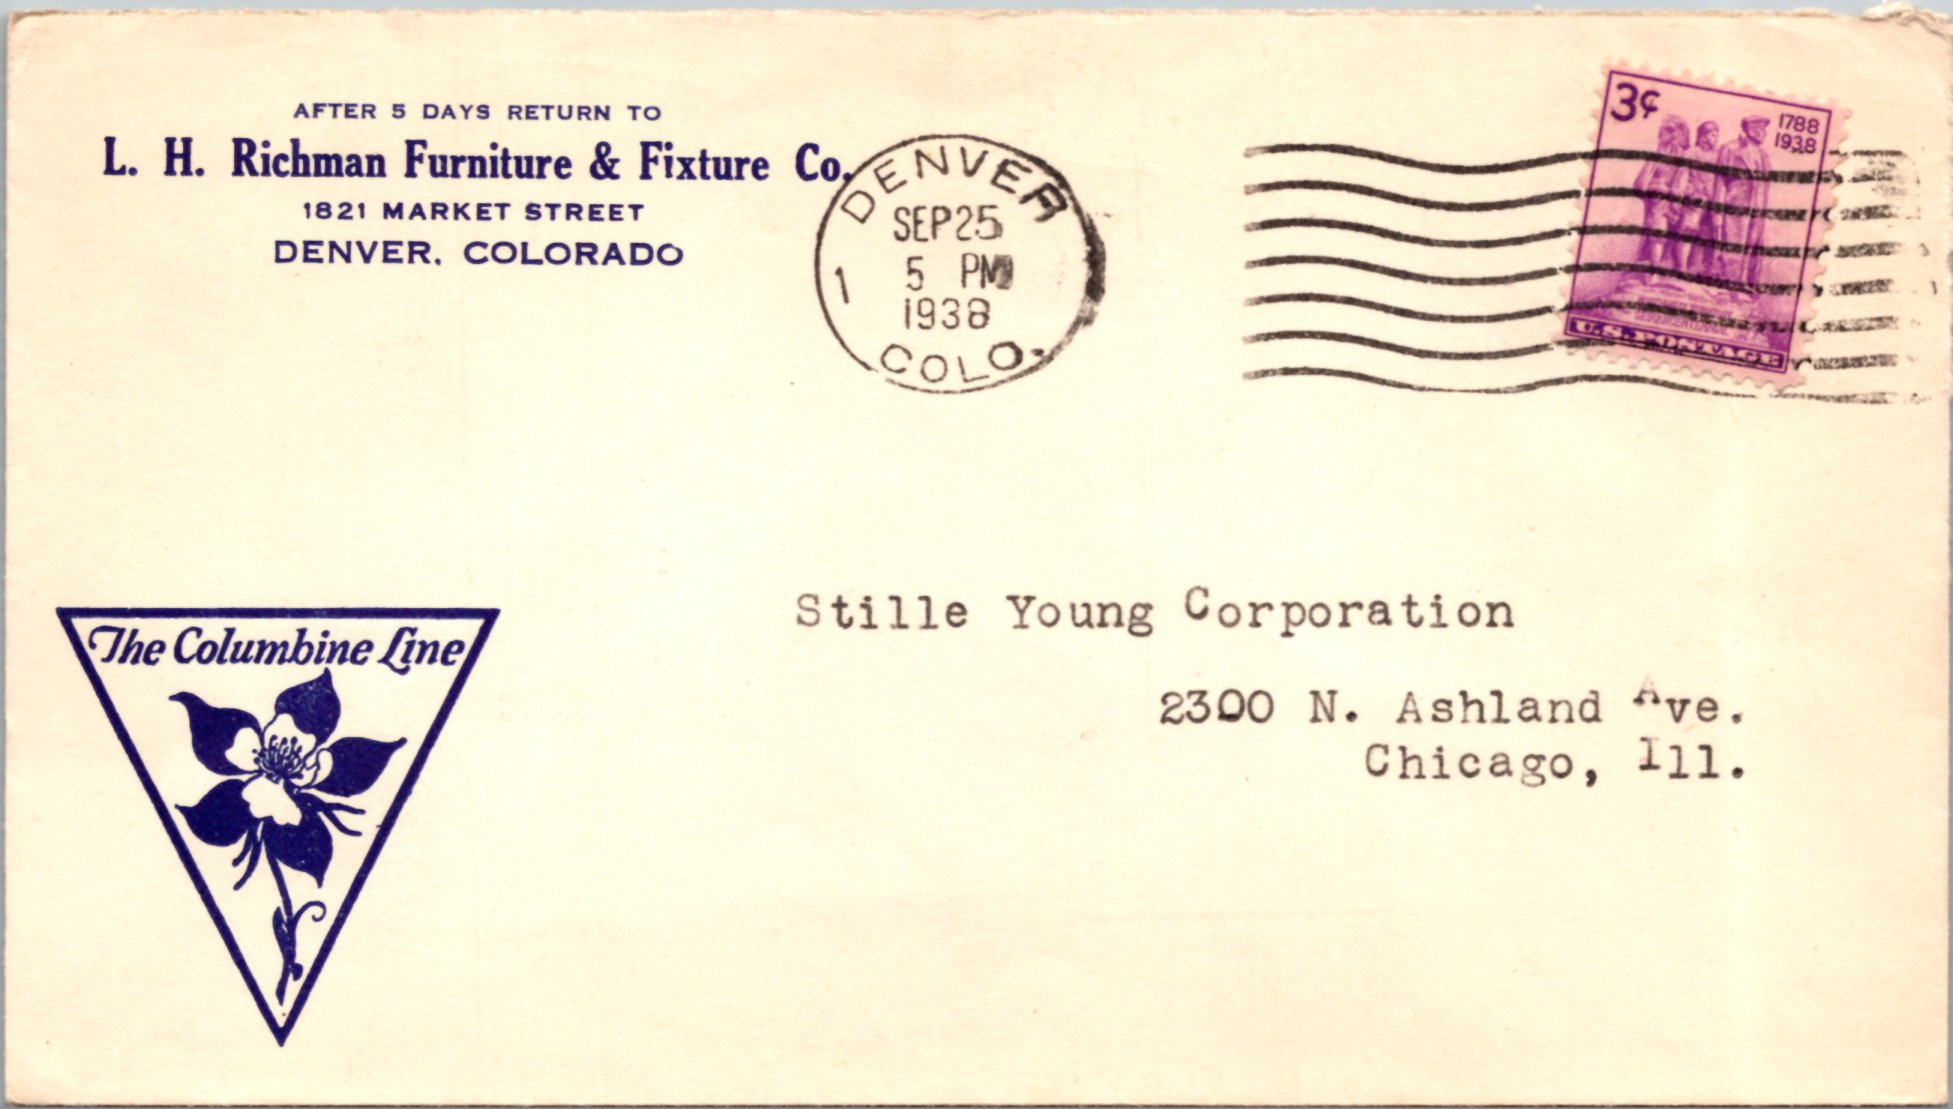 AFTER 5 DAYS RETURN TO
L. H. Richman Furniture & Fixture Co.
1821 MARKET STREET
DENVER, COLORADO
DENVER
SEP 25
1 5 PM
1938
COLO.
3¢
1788
1938
U.S. POSTAGE
Stille Young Corporation
2300 N. Ashland Ave.
Chicago, Ill.
The Columbine Line